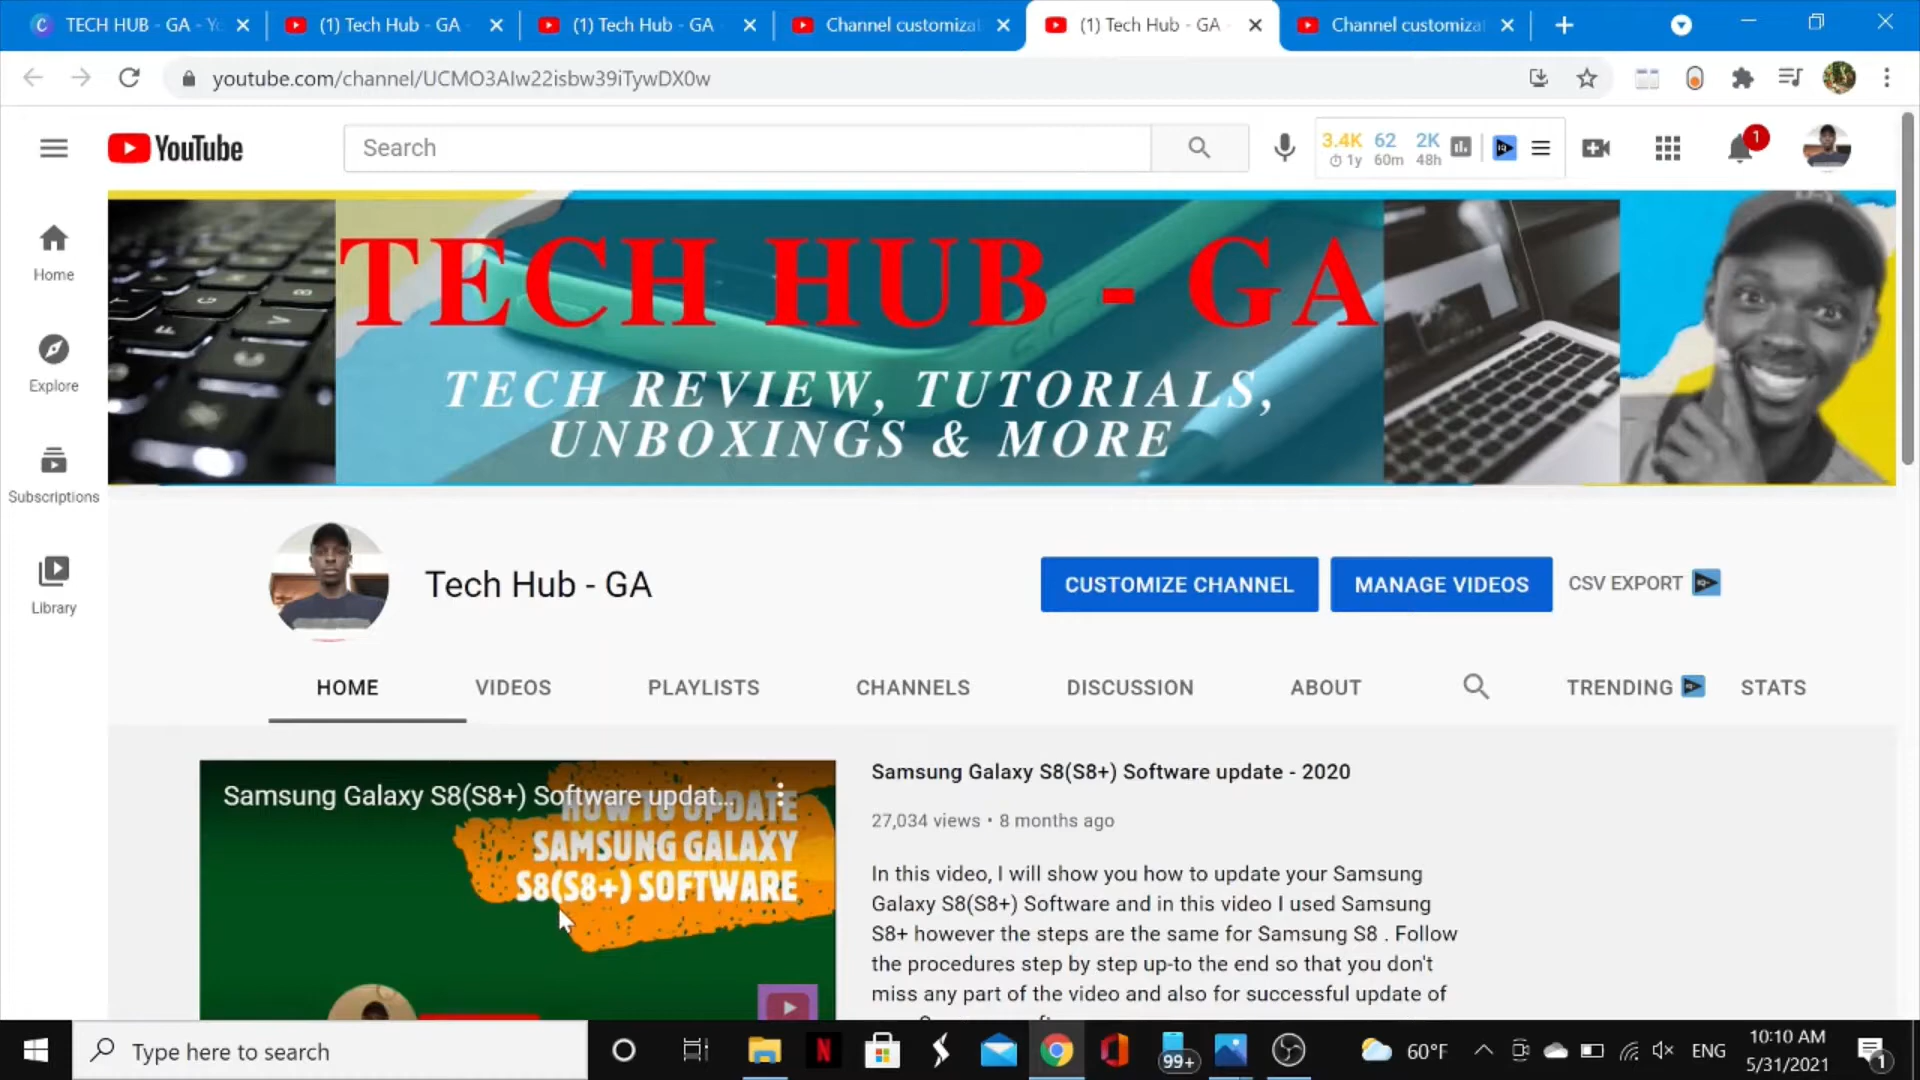 TECH HUB - GA - Yo
(1) Tech Hub - GA
(1) Tech Hub - GA
Channel customizat
(1) Tech Hub - GA
Channel customizat
youtube.com/channel/UCMO3AIw22isbw39iTywDX0w
YouTube
Search
3.4K 62 2K
1y 60m 48h
1
Home
Explore
Subscriptions
Library
TECH HUB - GA
TECH REVIEW, TUTORIALS,
UNBOXINGS & MORE
Tech Hub - GA
CUSTOMIZE CHANNEL
MANAGE VIDEOS
CSV EXPORT
HOME
VIDEOS
PLAYLISTS
CHANNELS
DISCUSSION
ABOUT
TRENDING
STATS
Samsung Galaxy S8(S8+) Software updat...
HOW TO UPDATE
SAMSUNG GALAXY
S8(S8+) SOFTWARE
Samsung Galaxy S8(S8+) Software update - 2020
27,034 views • 8 months ago
In this video, I will show you how to update your Samsung
Galaxy S8(S8+) Software and in this video I used Samsung
S8+ however the steps are the same for Samsung S8 . Follow
the procedures step by step up-to the end so that you don't
miss any part of the video and also for successful update of
Type here to search
99+
60°F
ENG
10:10 AM
5/31/2021
1